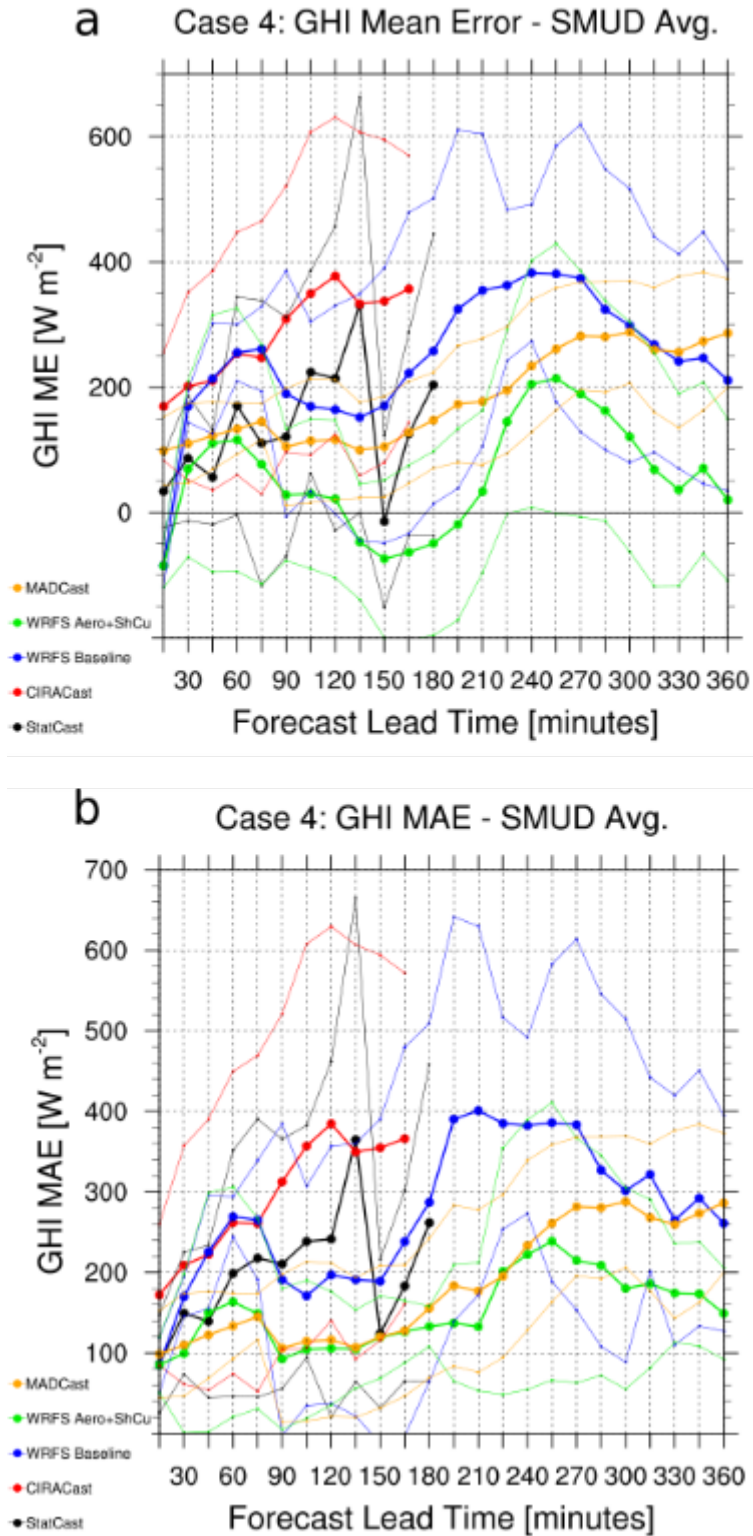 a
Case 4: GHI Mean Error - SMUD Avg.
600
400
200
0
GHI ME [W m⁻²]
MADCast
WRFS Aero+ShCu
WRFS Baseline
CIRACast
StatCast
30 60 90 120 150 180 210 240 270 300 330 360
Forecast Lead Time [minutes]
b
Case 4: GHI MAE - SMUD Avg.
700
600
500
400
300
200
100
GHI MAE [W m⁻²]
MADCast
WRFS Aero+ShCu
WRFS Baseline
CIRACast
StatCast
30 60 90 120 150 180 210 240 270 300 330 360
Forecast Lead Time [minutes]